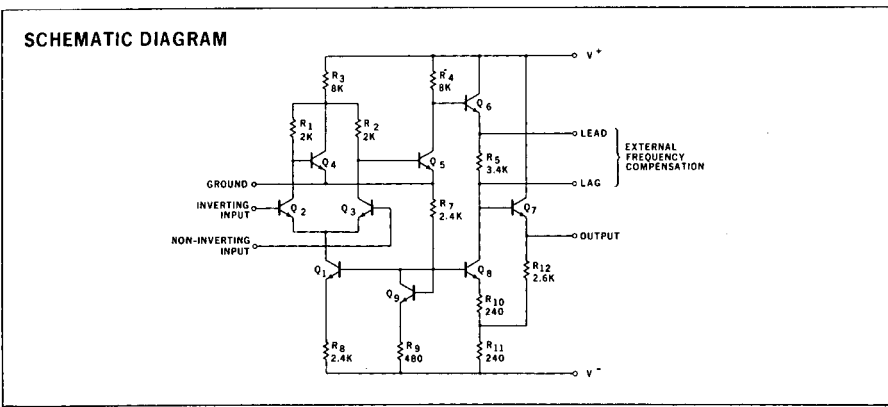 SCHEMATIC DIAGRAM
V+
R3
8K
R4
8K
Q6
R1
2K
R2
2K
LEAD
Q4
Q5
R5
3.4K
EXTERNAL
FREQUENCY
COMPENSATION
GROUND
LAG
INVERTING
INPUT
Q2
Q3
R7
2.4K
Q7
NON-INVERTING
INPUT
OUTPUT
Q1
Q8
R12
2.6K
Q9
R10
240
R8
2.4K
R9
480
R11
240
V-